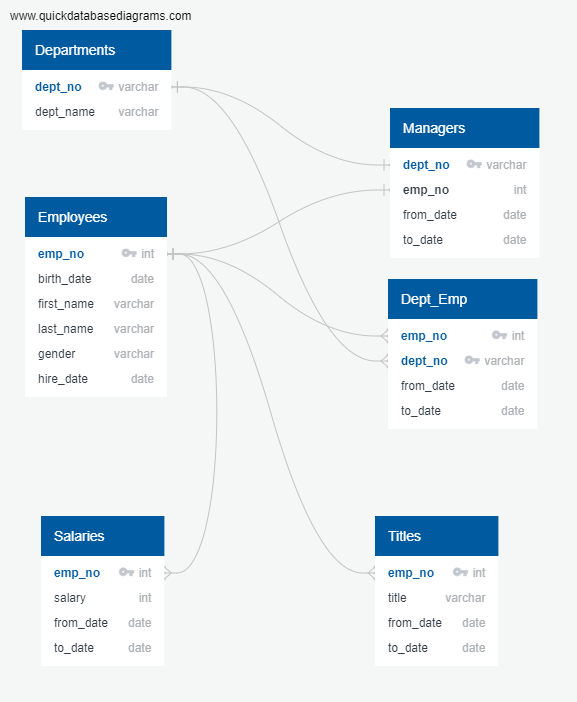 www.quickdatabasediagrams.com
Departments
dept_no varchar
dept_name varchar
Managers
dept_no varchar
emp_no int
from_date date
to_date date
Employees
emp_no int
birth_date date
first_name varchar
last_name varchar
gender varchar
hire_date date
Dept_Emp
emp_no int
dept_no varchar
from_date date
to_date date
Salaries
emp_no int
salary int
from_date date
to_date date
Titles
emp_no int
title varchar
from_date date
to_date date